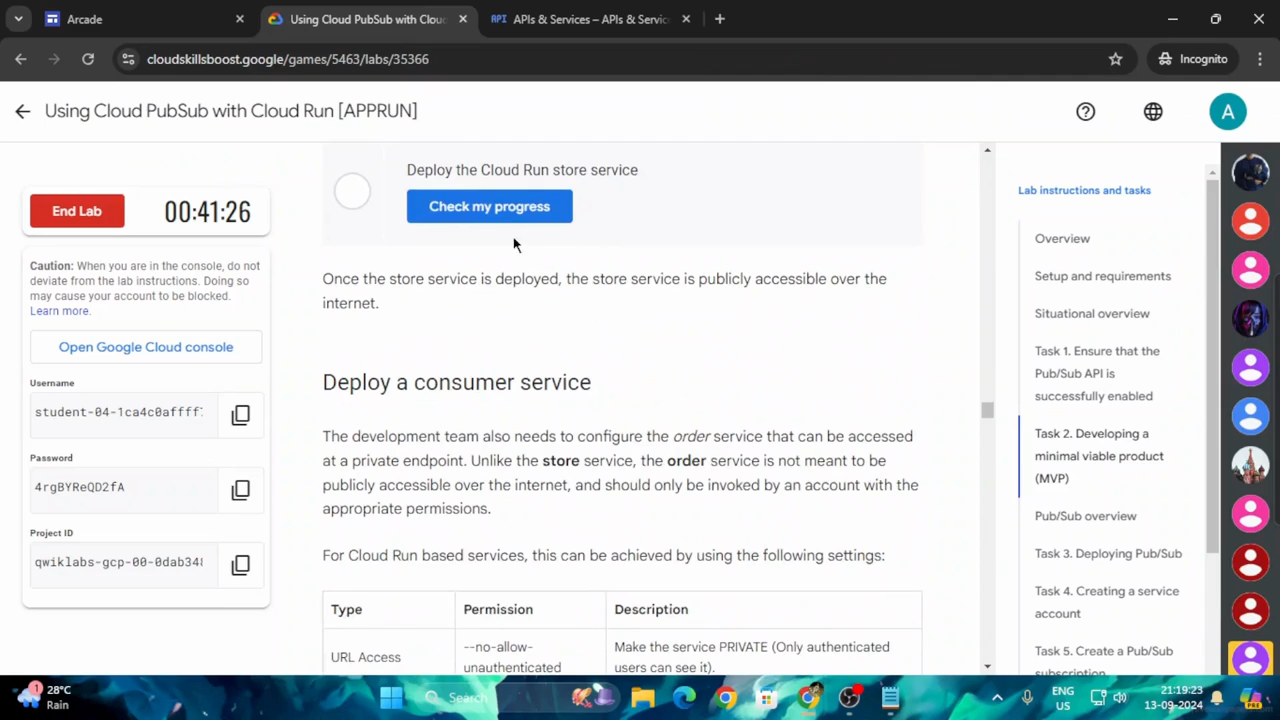 Arcade
Using Cloud PubSub with Clou
API APIs & Services – APIs & Servic
cloudskillsboost.google/games/5463/labs/35366
Incognito
Using Cloud PubSub with Cloud Run [APPRUN]
A
End Lab
00:41:26
Caution: When you are in the console, do not
deviate from the lab instructions. Doing so
may cause your account to be blocked.
Learn more.
Open Google Cloud console
Username
student-04-1ca4c0affff
Password
4rgBYReQD2fA
Project ID
qwiklabs-gcp-00-0dab348
Deploy the Cloud Run store service
Check my progress
Once the store service is deployed, the store service is publicly accessible over the
internet.
Deploy a consumer service
The development team also needs to configure the order service that can be accessed
at a private endpoint. Unlike the store service, the order service is not meant to be
publicly accessible over the internet, and should only be invoked by an account with the
appropriate permissions.
For Cloud Run based services, this can be achieved by using the following settings:
Type Permission Description
URL Access
--no-allow-
unauthenticated
Make the service PRIVATE (Only authenticated
users can see it).
Lab instructions and tasks
Overview
Setup and requirements
Situational overview
Task 1. Ensure that the
Pub/Sub API is
successfully enabled
Task 2. Developing a
minimal viable product
(MVP)
Pub/Sub overview
Task 3. Deploying Pub/Sub
Task 4. Creating a service
account
Task 5. Create a Pub/Sub
subscription
1
28°C
Rain
Search
ENG
US
21:19:23
13-09-2024
PRE